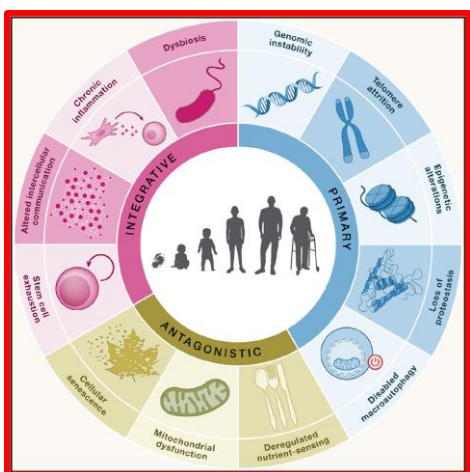 Genomic
instability
Telomere
attrition
Epigenetic
alterations
Loss of
proteostasis
Disabled
macroautophagy
Deregulated
nutrient-sensing
Mitochondrial
dysfunction
Cellular
senescence
Stem cell
exhaustion
Altered intercellular
communication
Chronic
inflammation
Dysbiosis
PRIMARY
ANTAGONISTIC
INTEGRATIVE